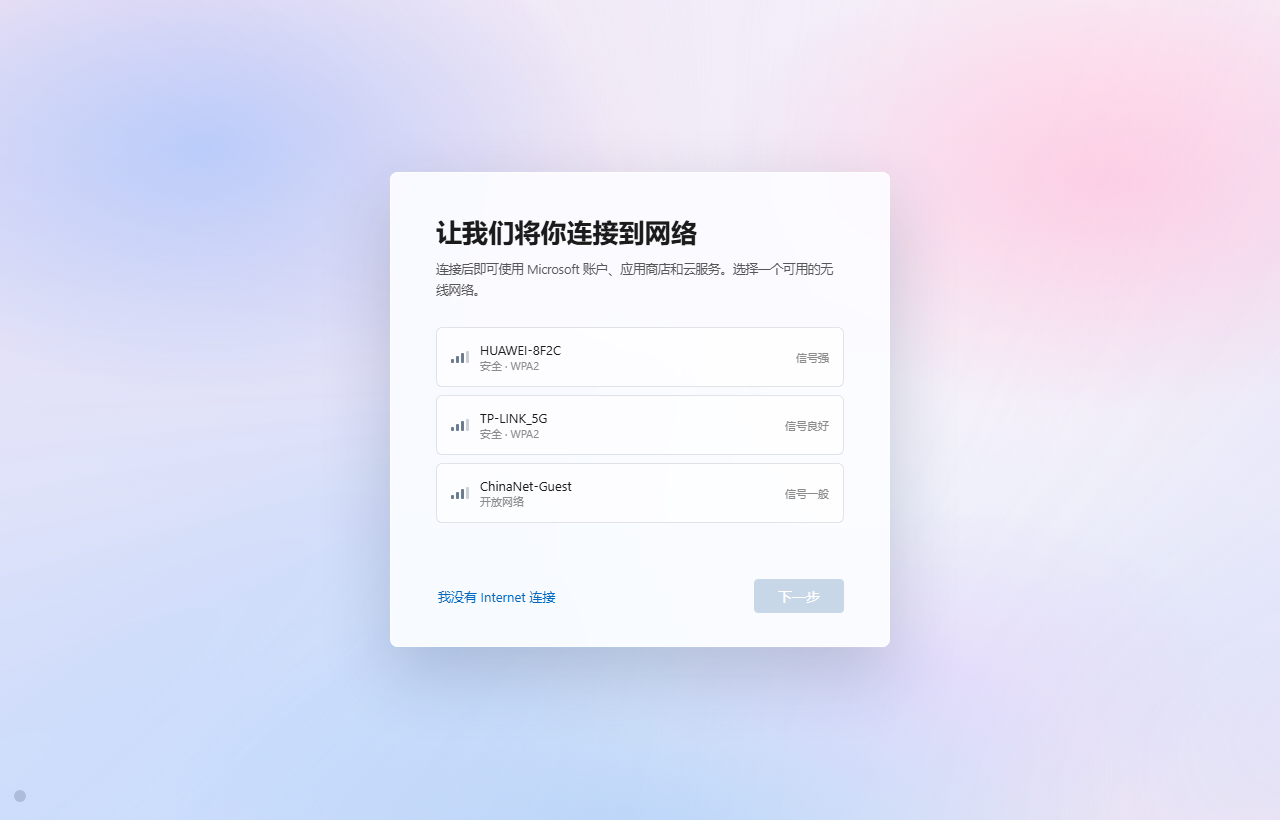 让我们将你连接到网络
连接后即可使用 Microsoft 账户、应用商店和云服务。选择一个可用的无
线网络。
HUAWEI-8F2C
安全 · WPA2
信号强
TP-LINK_5G
安全 · WPA2
信号良好
ChinaNet-Guest
开放网络
信号一般
我没有 Internet 连接
下一步